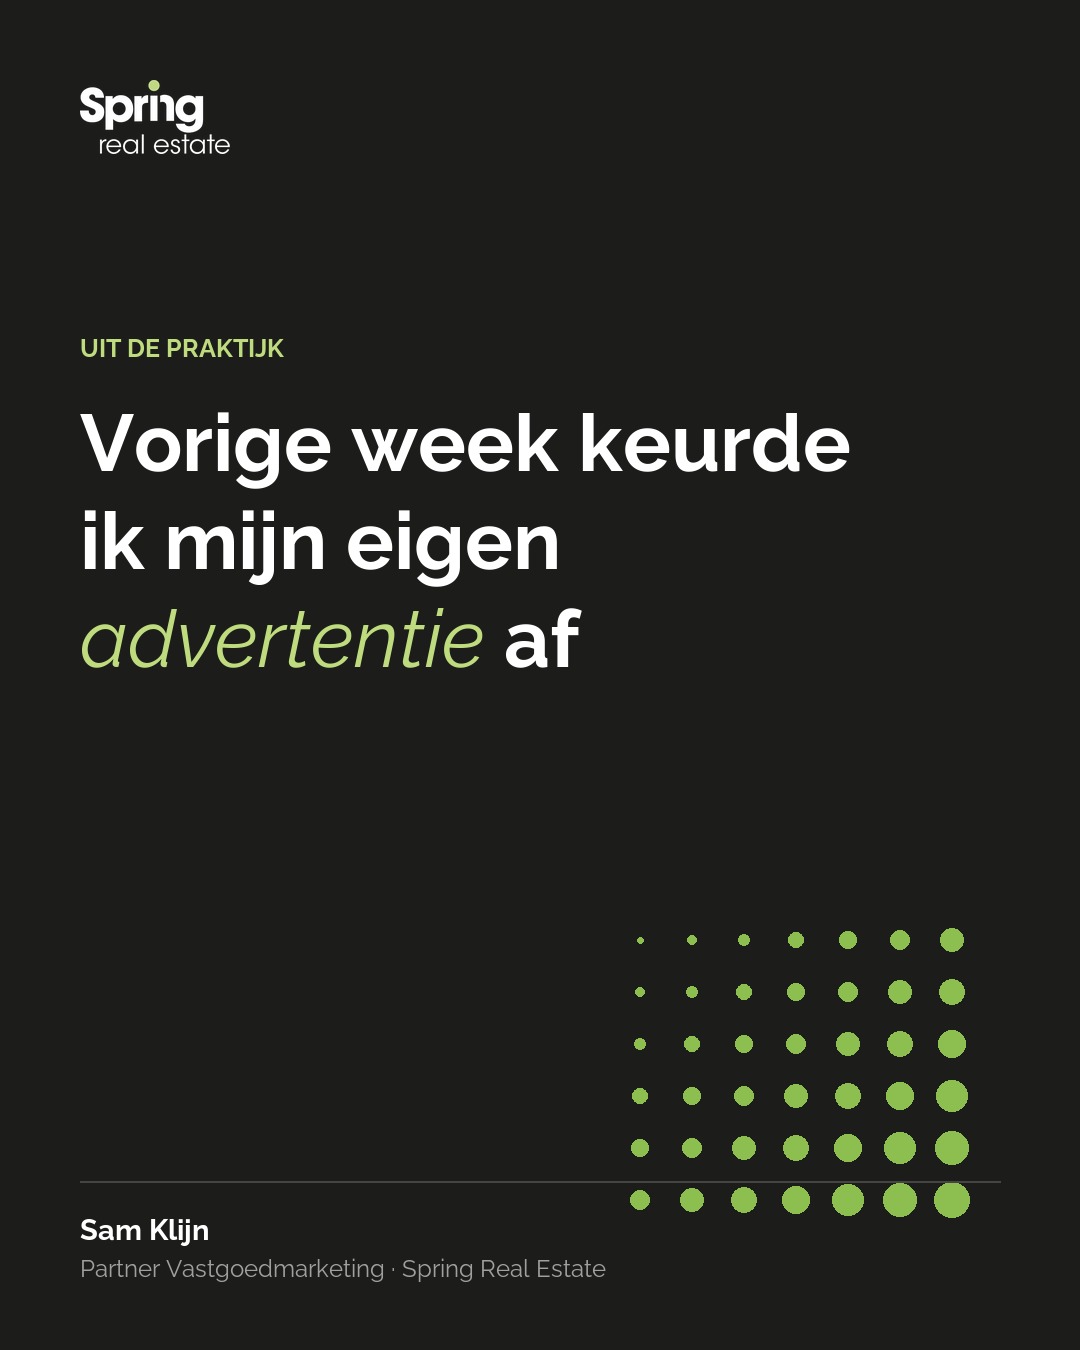 Spring
real estate
UIT DE PRAKTIJK
Vorige week keurde
ik mijn eigen
advertentie af
Sam Klijn
Partner Vastgoedmarketing · Spring Real Estate